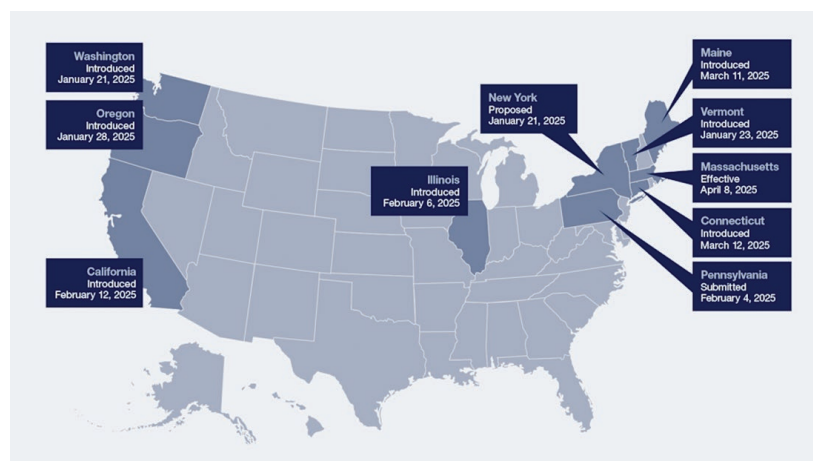 Washington
Introduced
January 21, 2025
Oregon
Introduced
January 28, 2025
California
Introduced
February 12, 2025
Illinois
Introduced
February 6, 2025
New York
Proposed
January 21, 2025
Maine
Introduced
March 11, 2025
Vermont
Introduced
January 23, 2025
Massachusetts
Effective
April 8, 2025
Connecticut
Introduced
March 12, 2025
Pennsylvania
Submitted
February 4, 2025